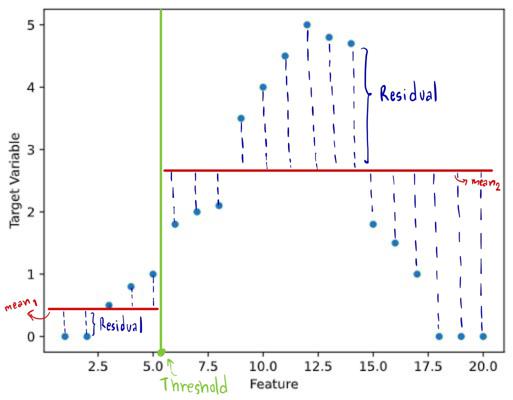 5
4
3
2
1
0
Target Variable
Residual
mean2
mean1
Residual
2.5 5.0 7.5 10.0 12.5 15.0 17.5 20.0
Threshold
Feature